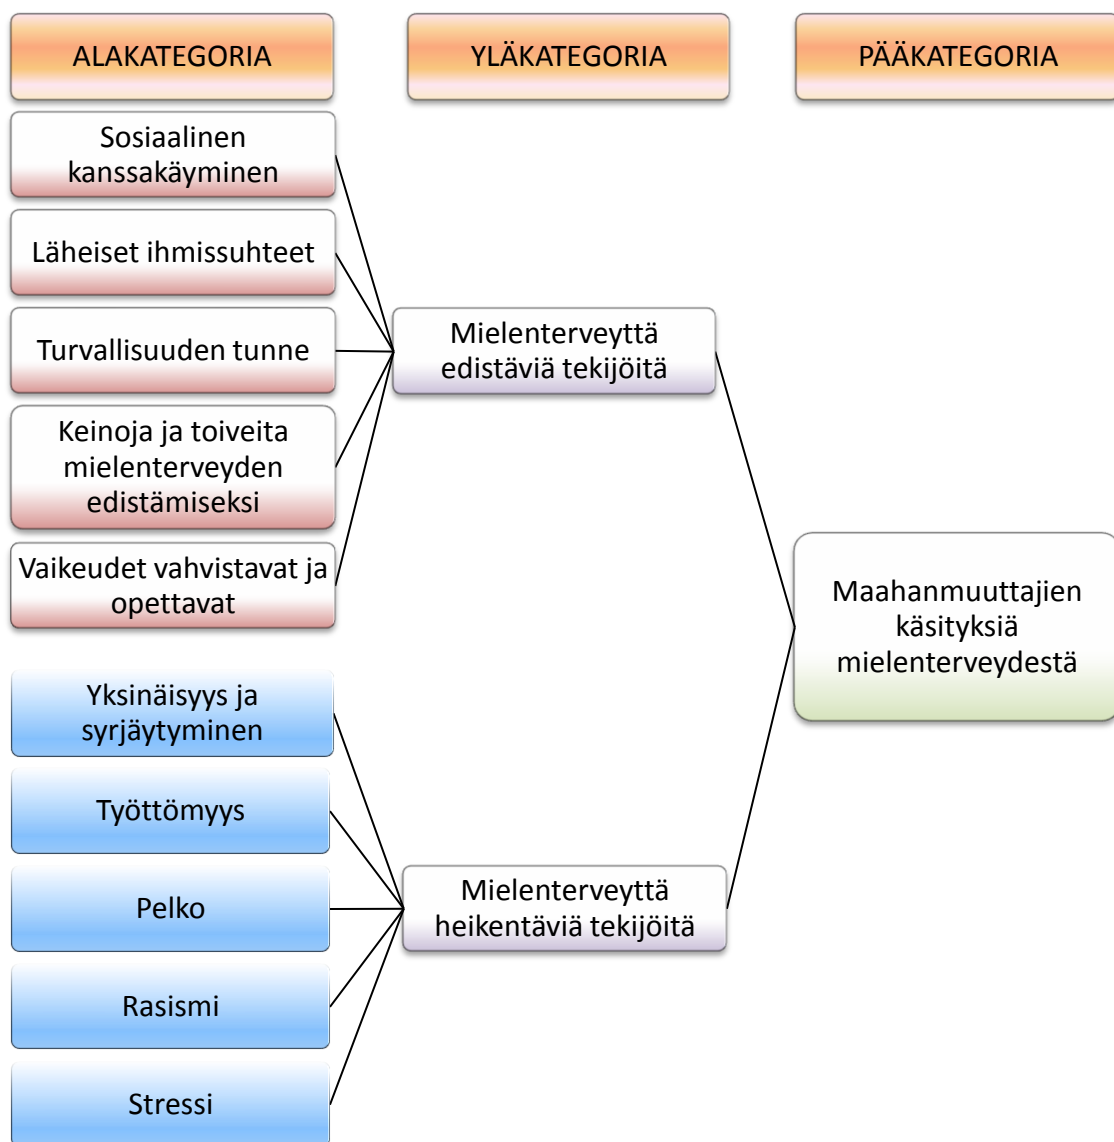 ALAKATEGORIA
YLÄKATEGORIA
PÄÄKATEGORIA
Sosiaalinen
kanssakäyminen
Läheiset ihmissuhteet
Turvallisuuden tunne
Keinoja ja toiveita
mielenterveyden
edistämiseksi
Vaikeudet vahvistavat ja
opettavat
Mielenterveyttä
edistäviä tekijöitä
Yksinäisyys ja
syrjäytyminen
Työttömyys
Pelko
Rasismi
Stressi
Mielenterveyttä
heikentäviä tekijöitä
Maahanmuuttajien
käsityksiä
mielenterveydestä